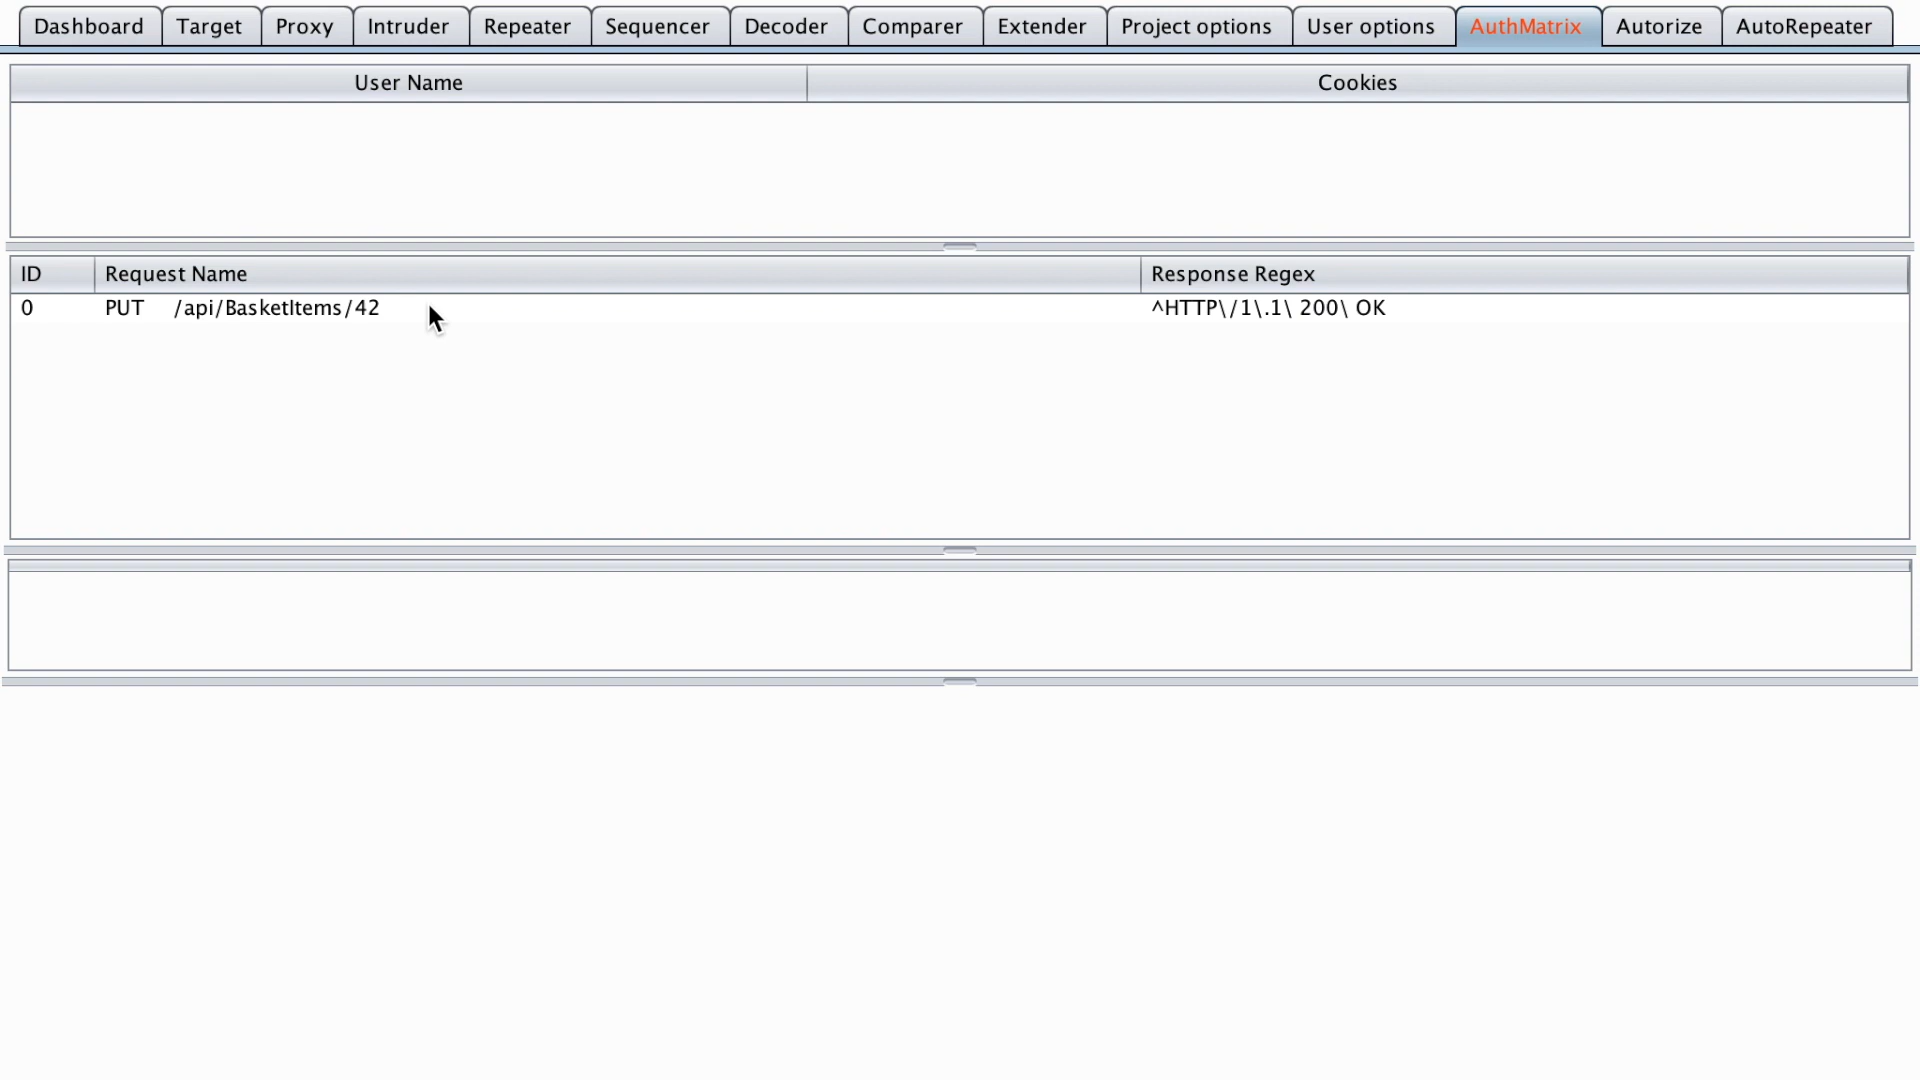 Dashboard Target Proxy Intruder Repeater Sequencer Decoder Comparer Extender Project options User options AuthMatrix Autorize AutoRepeater
User Name Cookies
ID Request Name Response Regex
0 PUT /api/BasketItems/42 ^HTTP\/1\.1\ 200\ OK